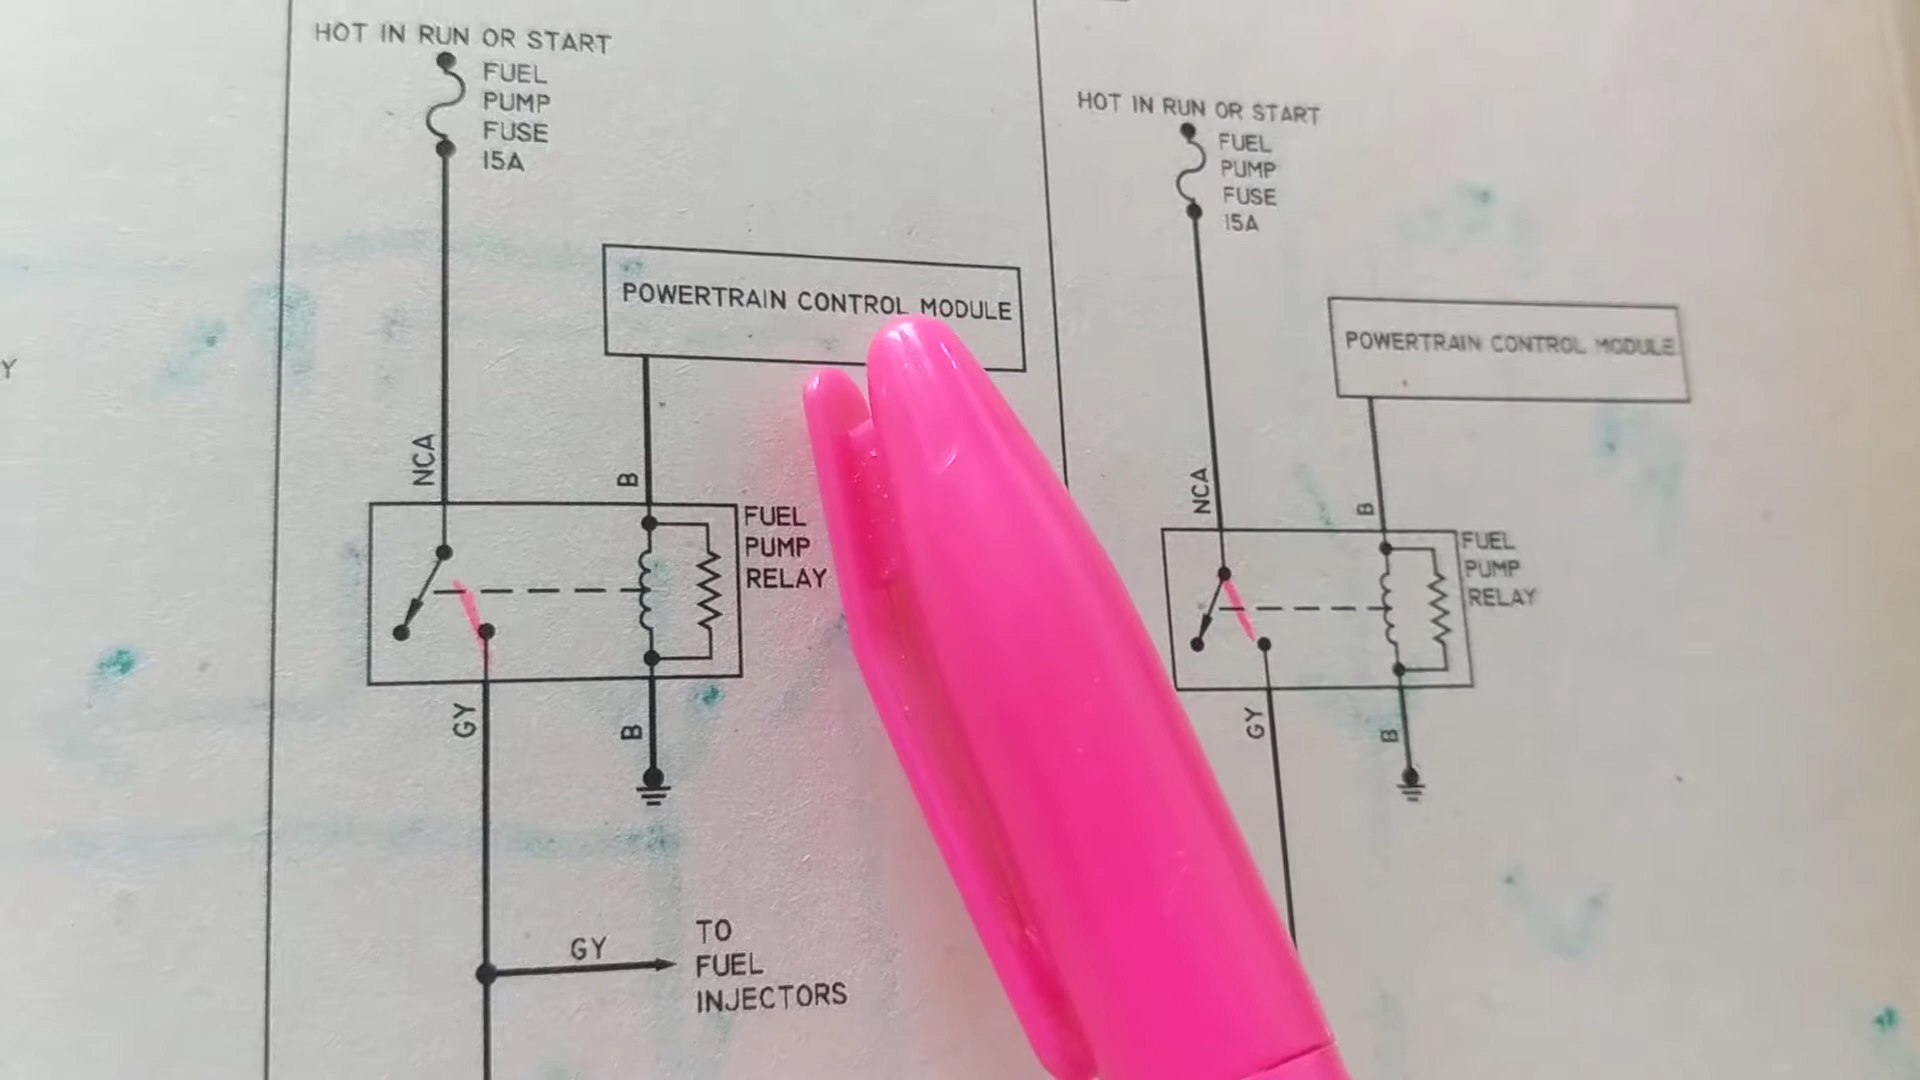 HOT IN RUN OR START
FUEL
PUMP
FUSE
15A
POWERTRAIN CONTROL MODULE
NCA
B
FUEL
PUMP
RELAY
GY
B
GY
TO
FUEL
INJECTORS
Y
HOT IN RUN OR START
FUEL
PUMP
FUSE
15A
POWERTRAIN CONTROL MODULE
NCA
B
FUEL
PUMP
RELAY
GY
B